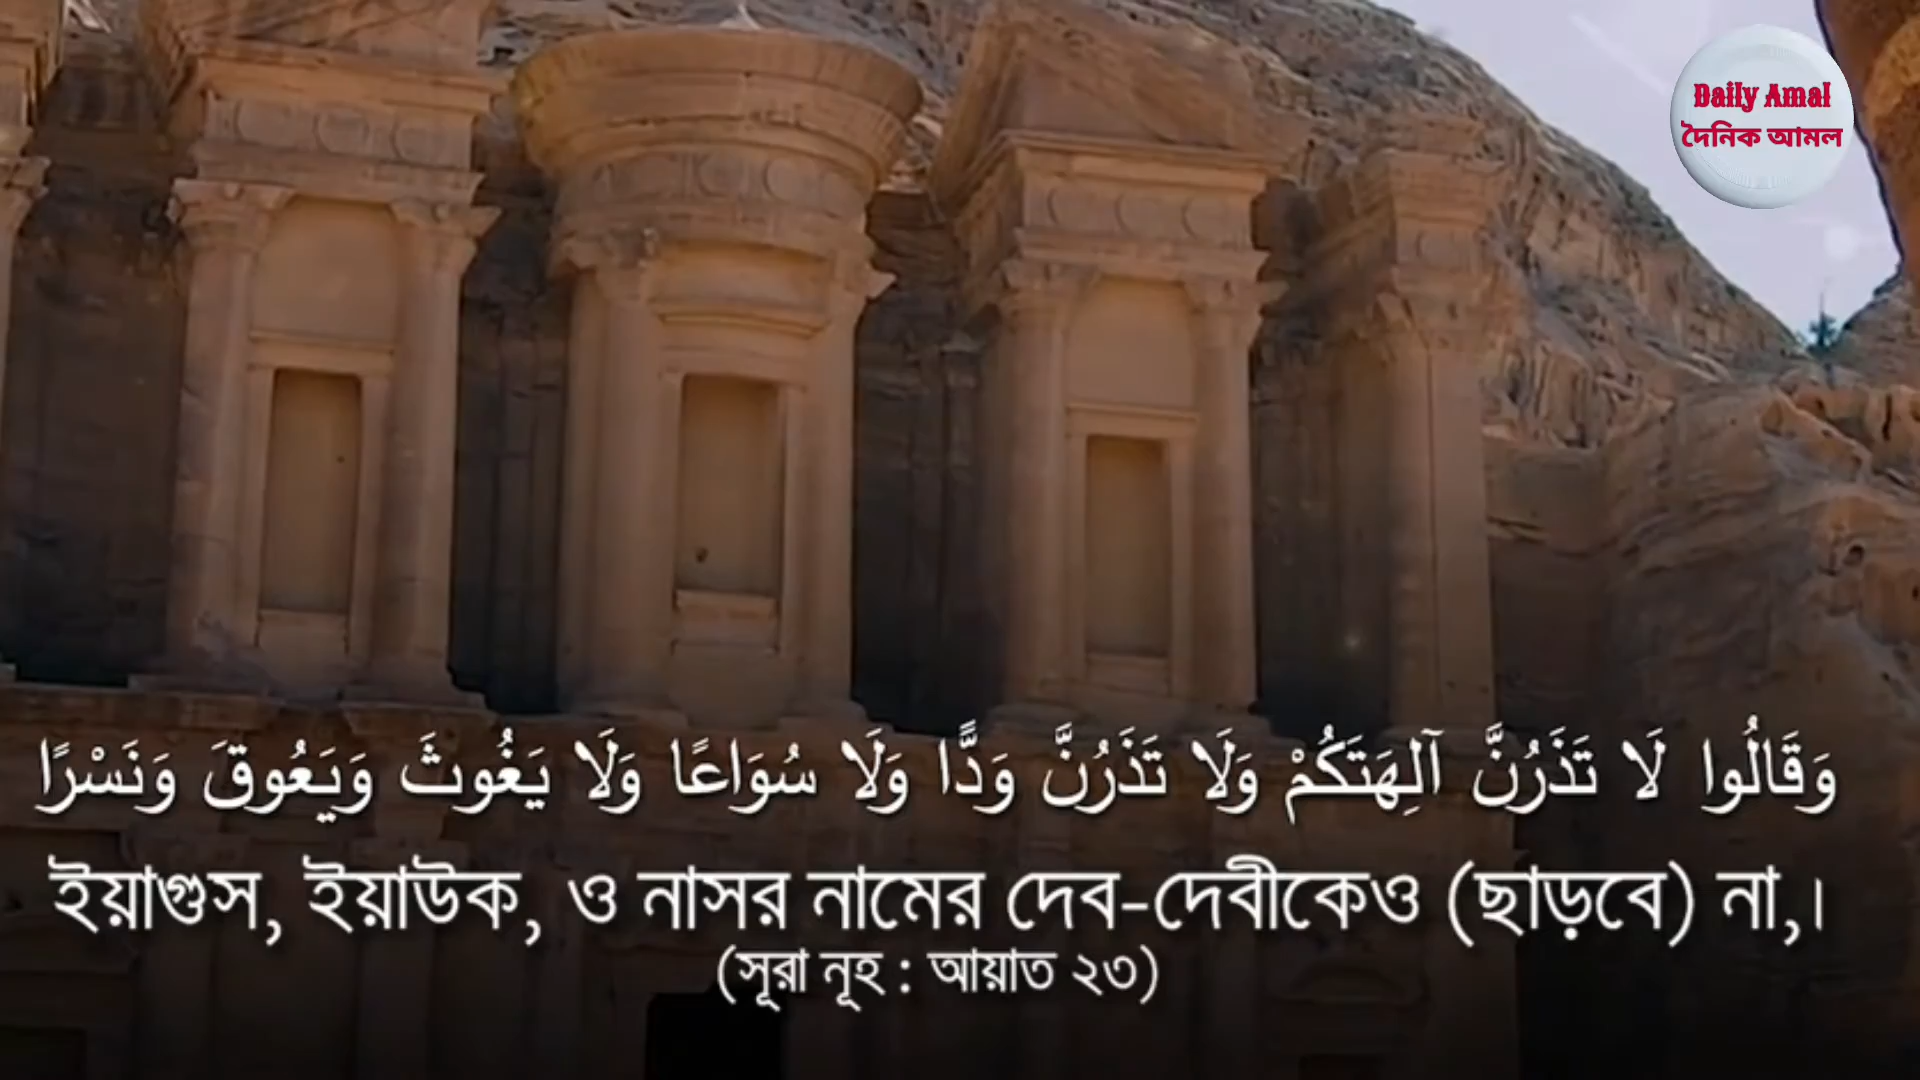 Daily Amal
দৈনিক আমল
وَقَالُوا لَا تَذَرُنَّ آلِهَتَكُمْ وَلَا تَذَرُنَّ وَدًّا وَلَا سُوَاعًا وَلَا يَغُوثَ وَيَعُوقَ وَنَسْرًا
ইয়াগুস, ইয়াউক, ও নাসর নামের দেব-দেবীকেও (ছাড়বে) না,।
(সূরা নূহ : আয়াত ২৩)